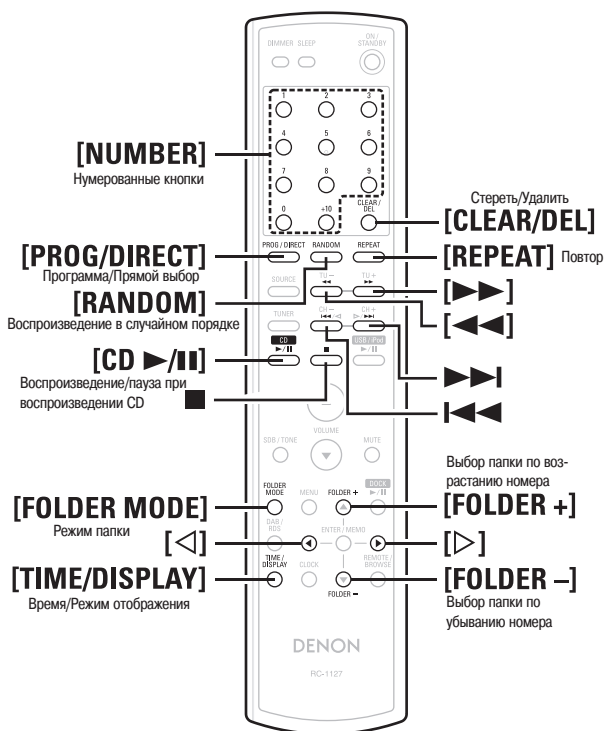 DIMMER SLEEP
ON /
STANDBY
1 2 3
4 5 6
7 8 9
0 +10
CLEAR /
DEL
[NUMBER]
Нумерованные кнопки
Стереть/Удалить
[CLEAR/DEL]
PROG / DIRECT RANDOM REPEAT
[PROG/DIRECT]
Программа/Прямой выбор
[REPEAT] Повтор
[RANDOM]
Воспроизведение в случайном порядке
SOURCE
TU − TU +
◀◀ ▶▶
[▶▶]
[◀◀]
TUNER
CH − CH +
[CD ▶/II]
Воспроизведение/пауза при
воспроизведении CD ■
CD
▶/II
■
USB / iPod
▶/II
▶▶|
|◀◀
−
VOLUME
SDB / TONE
MUTE
Выбор папки по воз-
растанию номера
[FOLDER MODE]
Режим папки
FOLDER
MODE
MENU
FOLDER +
DOCK
▶/II
[FOLDER +]
DAB /
RDS
ENTER / MEMO
[◁]
[▷]
[TIME/DISPLAY]
Время/Режим отображения
TIME /
DISPLAY
CLOCK
REMOTE /
BROWSE
FOLDER −
[FOLDER −]
Выбор папки по
убыванию номера
DENON
RC-1127